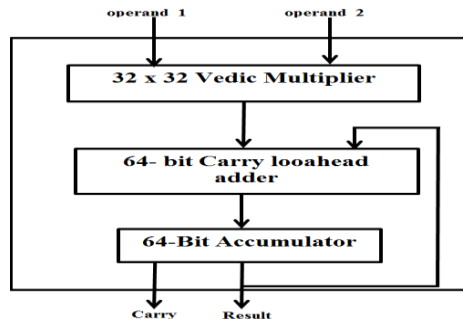 operand 1 operand 2
32 x 32 Vedic Multiplier
64- bit Carry looahead
adder
64-Bit Accumulator
Carry Result